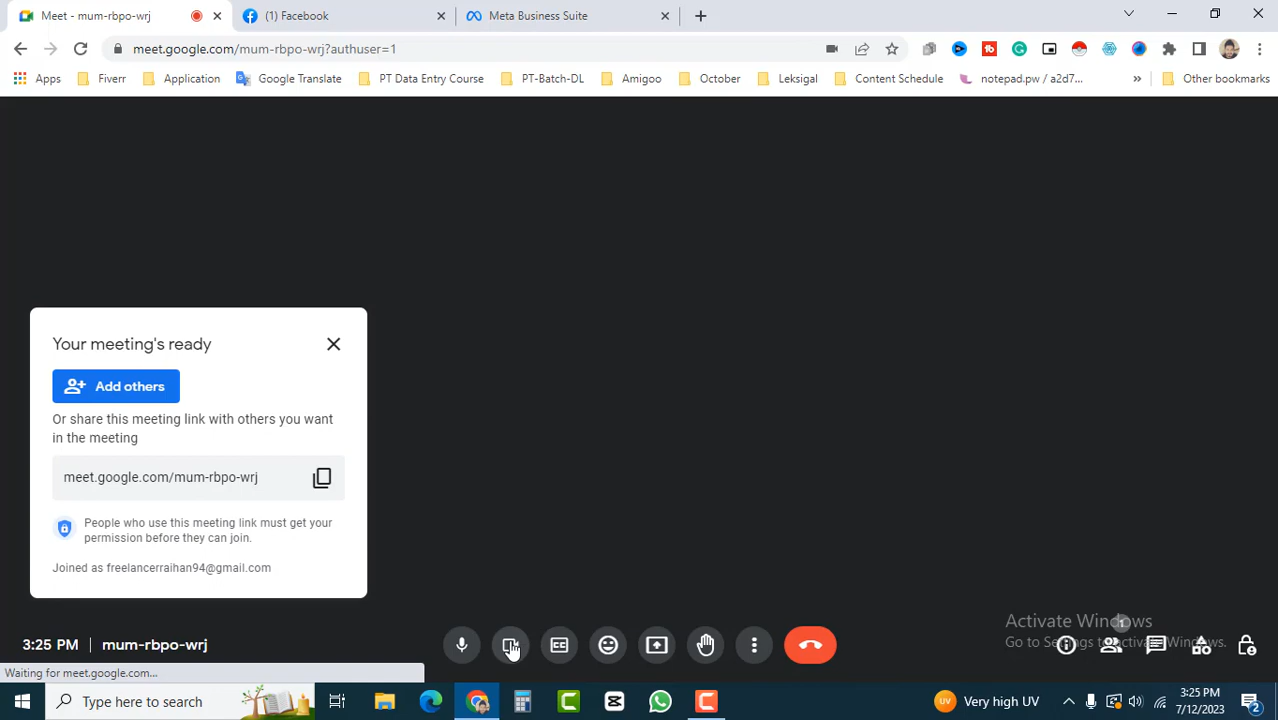 Meet - mum-rbpo-wrj
(1) Facebook
Meta Business Suite
meet.google.com/mum-rbpo-wrj?authuser=1
Apps
Fiverr
Application
Google Translate
PT Data Entry Course
PT-Batch-DL
Amigoo
October
Leksigal
Content Schedule
notepad.pw / a2d7...
»
Other bookmarks
Your meeting's ready
Add others
Or share this meeting link with others you want
in the meeting
meet.google.com/mum-rbpo-wrj
People who use this meeting link must get your
permission before they can join.
Joined as freelancerraihan94@gmail.com
3:25 PM | mum-rbpo-wrj
1
Activate Windows
Go to Settings to activate Windows.
Waiting for meet.google.com...
Type here to search
Very high UV
3:25 PM
7/12/2023
2